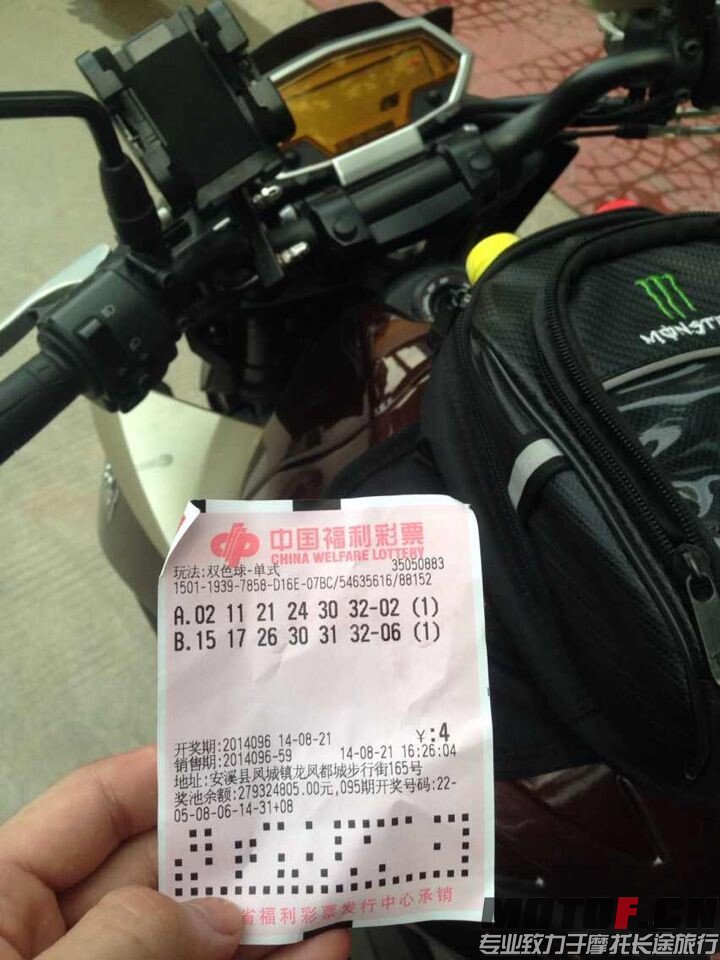 MONST
中国福利彩票
CHINA WELFARE LOTTERY
玩法:双色球-单式 35050883
1501-1939-7858-D16E-07BC/54635616/88152
A.02 11 21 24 30 32-02 (1)
B.15 17 26 30 31 32-06 (1)
开奖期:2014096 14-08-21 ¥:4
销售期:2014096-59 14-08-21 16:26:04
地址:安溪县凤城镇龙凤都城步行街165号
奖池余额:279324805.00元,095期开奖号码:22-
05-08-06-14-31+08
省福利彩票发行中心承销
MOTOF.CN
专业致力于摩托长途旅行